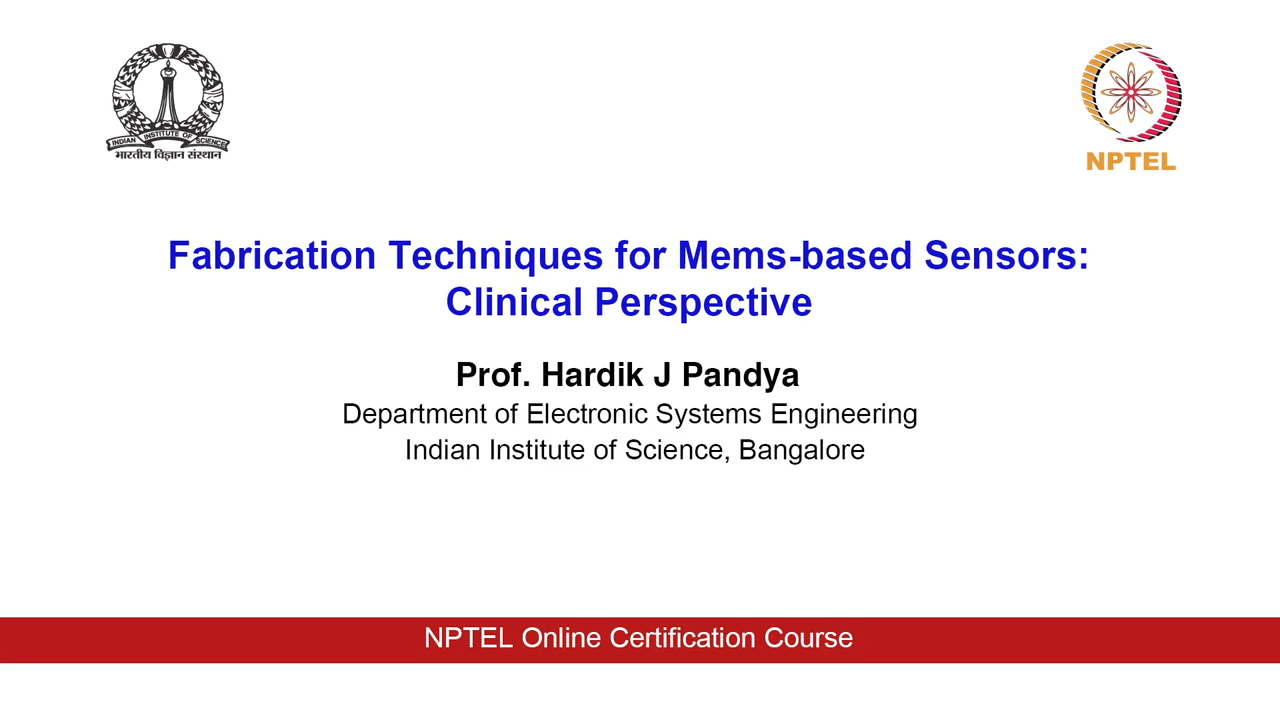 INDIAN INSTITUTE OF SCIENCE
भारतीय विज्ञान संस्थान
NPTEL
Fabrication Techniques for Mems-based Sensors:
Clinical Perspective
Prof. Hardik J Pandya
Department of Electronic Systems Engineering
Indian Institute of Science, Bangalore
NPTEL Online Certification Course